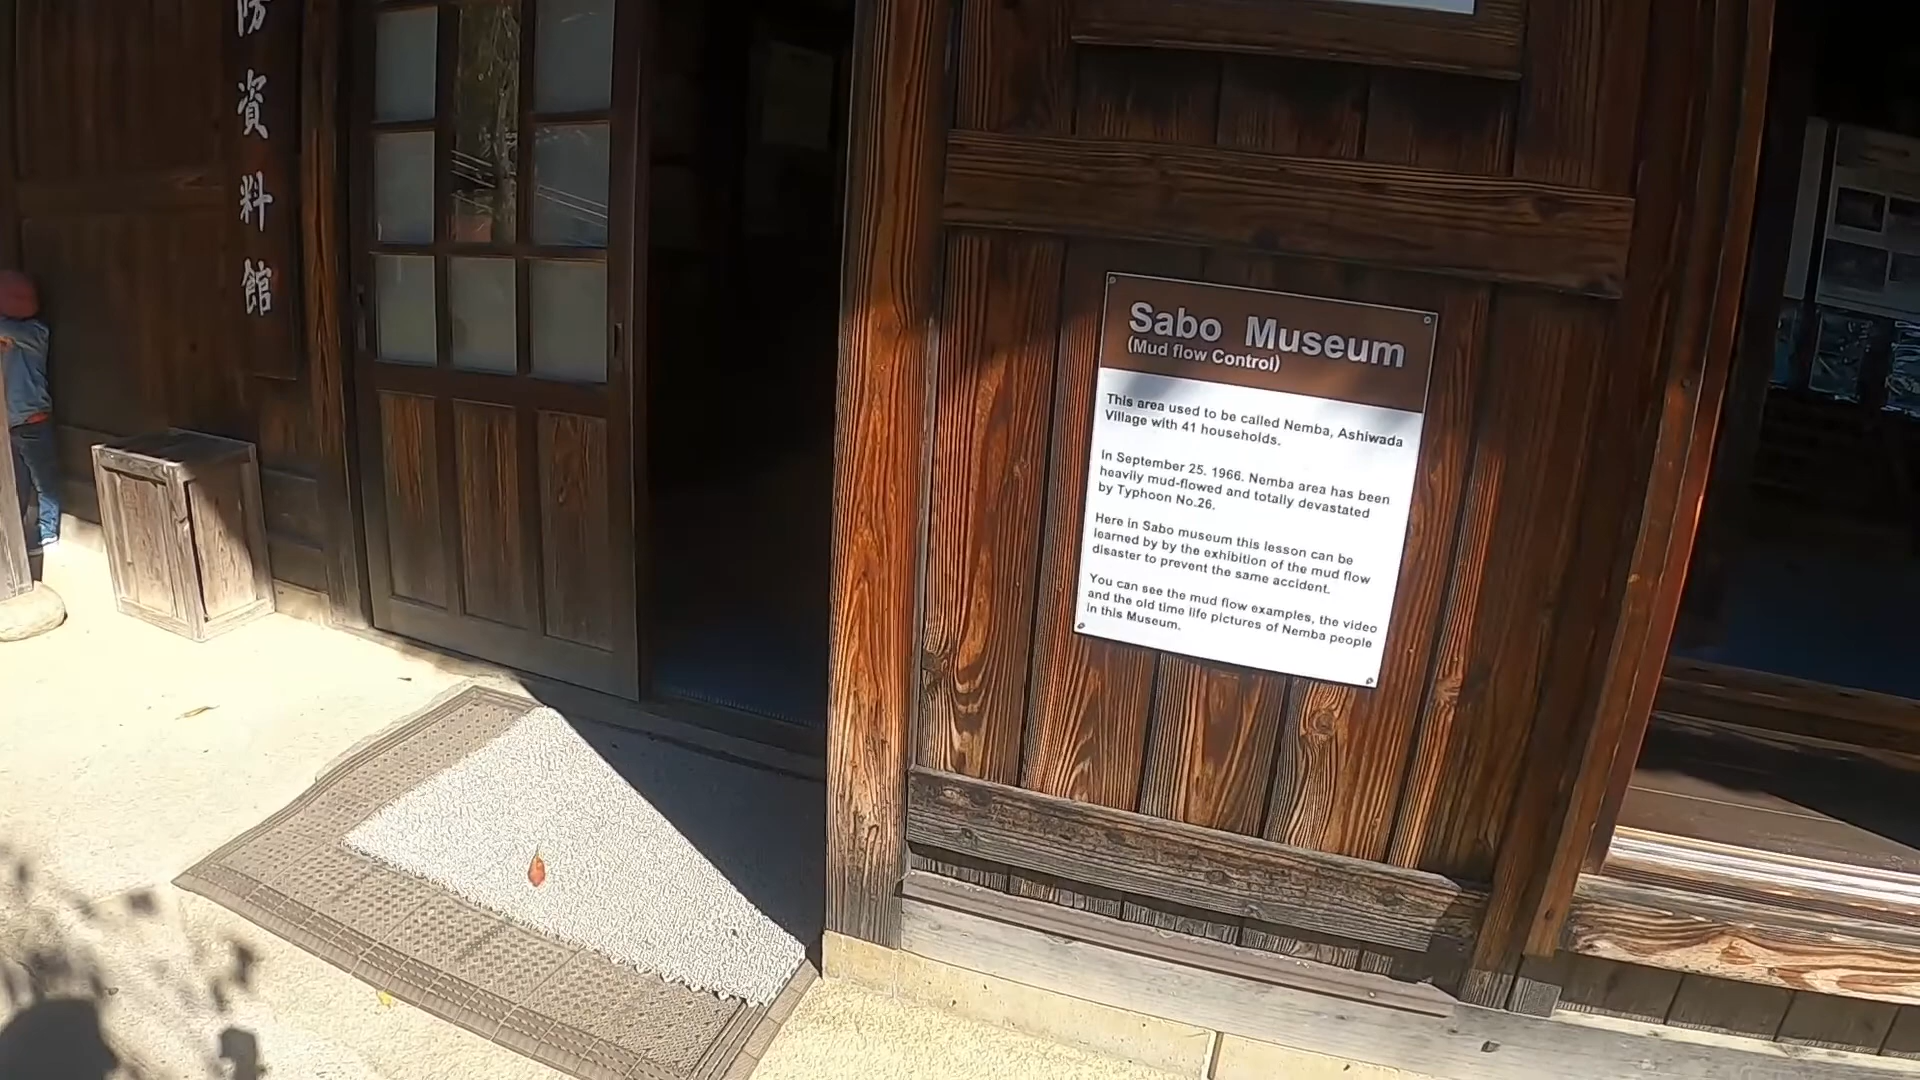 防
資
料
館
Sabo Museum
(Mud flow Control)
This area used to be called Nemba, Ashiwada
Village with 41 households.
In September 25. 1966. Nemba area has been
heavily mud-flowed and totally devastated
by Typhoon No.26.
Here in Sabo museum this lesson can be
learned by by the exhibition of the mud flow
disaster to prevent the same accident.
You can see the mud flow examples, the video
and the old time life pictures of Nemba people
in this Museum.